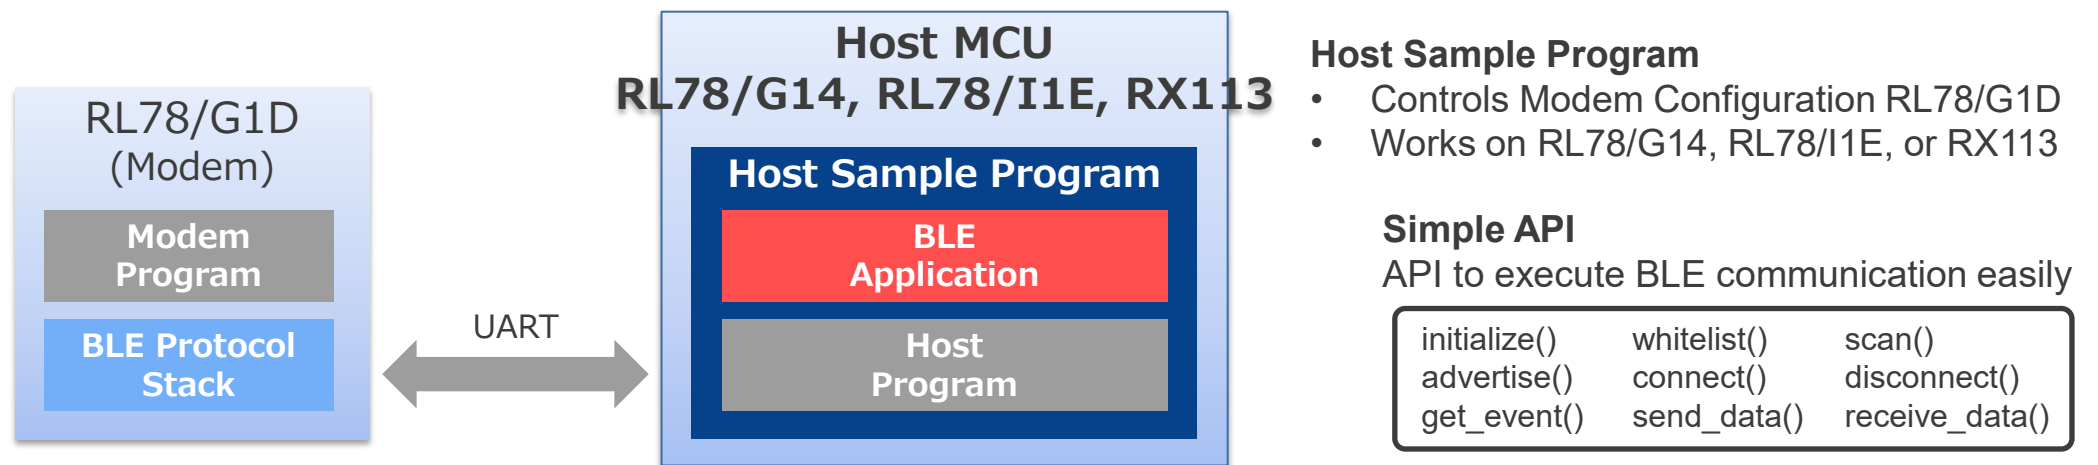 RL78/G1D
(Modem)
Modem
Program
BLE Protocol
Stack
UART
Host MCU
RL78/G14, RL78/I1E, RX113
Host Sample Program
BLE
Application
Host
Program
Host Sample Program
• Controls Modem Configuration RL78/G1D
• Works on RL78/G14, RL78/I1E, or RX113
Simple API
API to execute BLE communication easily
initialize() whitelist() scan()
advertise() connect() disconnect()
get_event() send_data() receive_data()